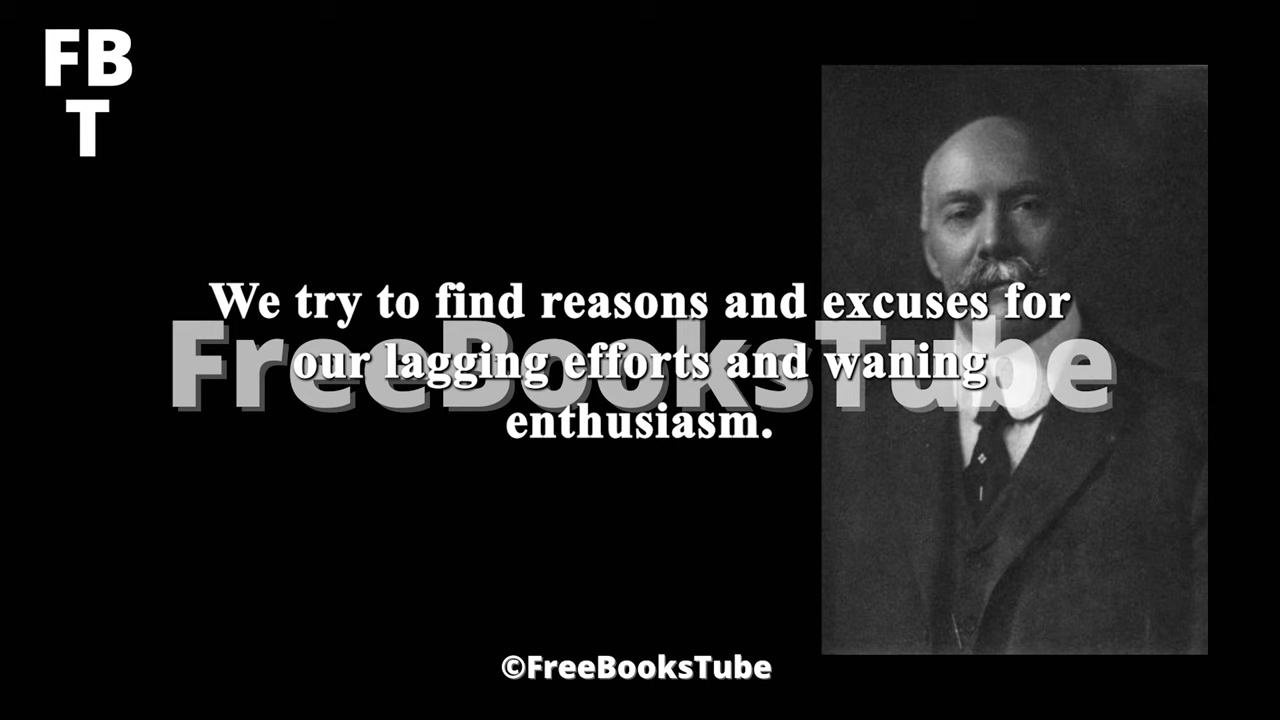 FB
T
We try to find reasons and excuses for
FreeBooksTube
our lagging efforts and waning
enthusiasm.
©FreeBooksTube